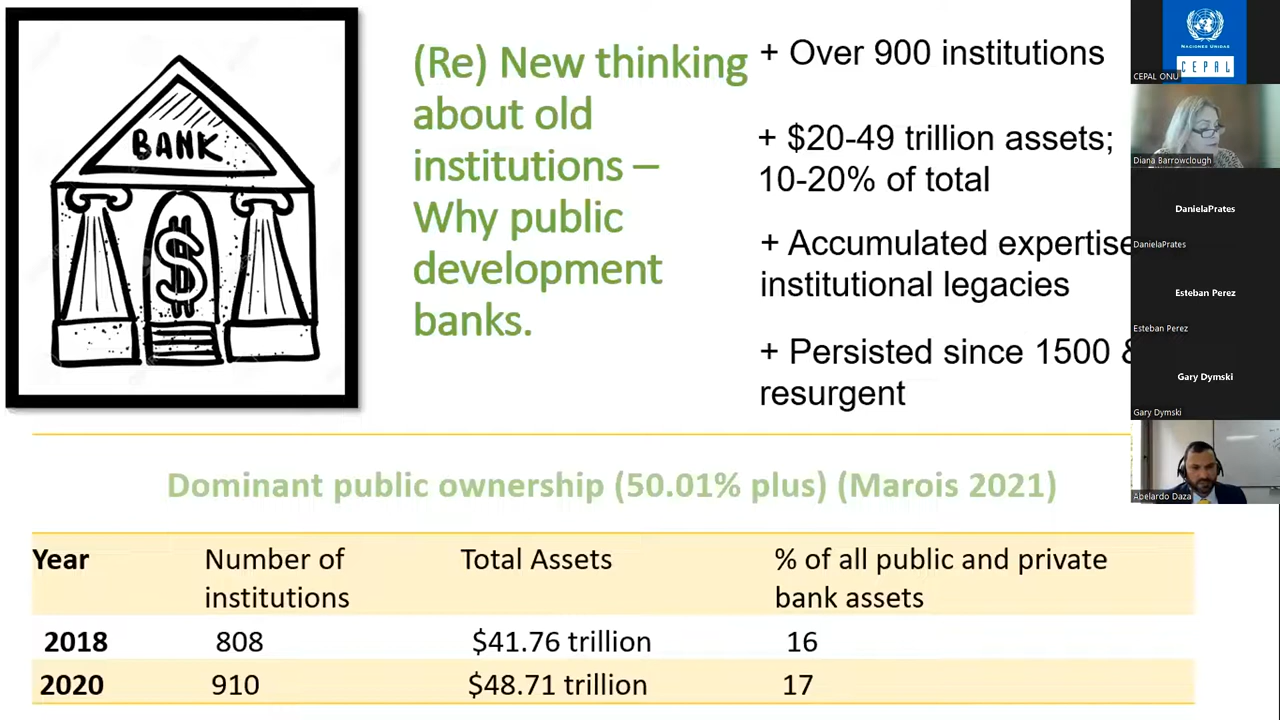 BANK
$
(Re) New thinking
about old
institutions –
Why public
development
banks.
+ Over 900 institutions
+ $20-49 trillion assets;
10-20% of total
+ Accumulated expertise
institutional legacies
+ Persisted since 1500 &
resurgent
Dominant public ownership (50.01% plus) (Marois 2021)
Year Number of institutions Total Assets % of all public and private bank assets
2018 808 $41.76 trillion 16
2020 910 $48.71 trillion 17
NACIONES UNIDAS
CEPAL
CEPAL ONU
Diana Barrowclough
DanielaPrates
DanielaPrates
Esteban Perez
Esteban Perez
Gary Dymski
Gary Dymski
Abelardo Daza